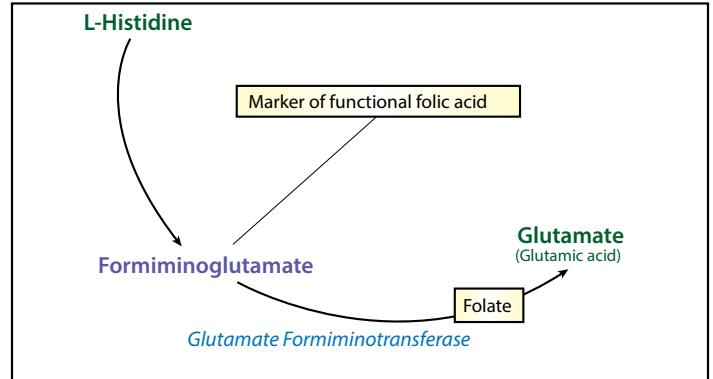 L-Histidine
Marker of functional folic acid
Glutamate
(Glutamic acid)
Formiminoglutamate
Folate
Glutamate Formiminotransferase